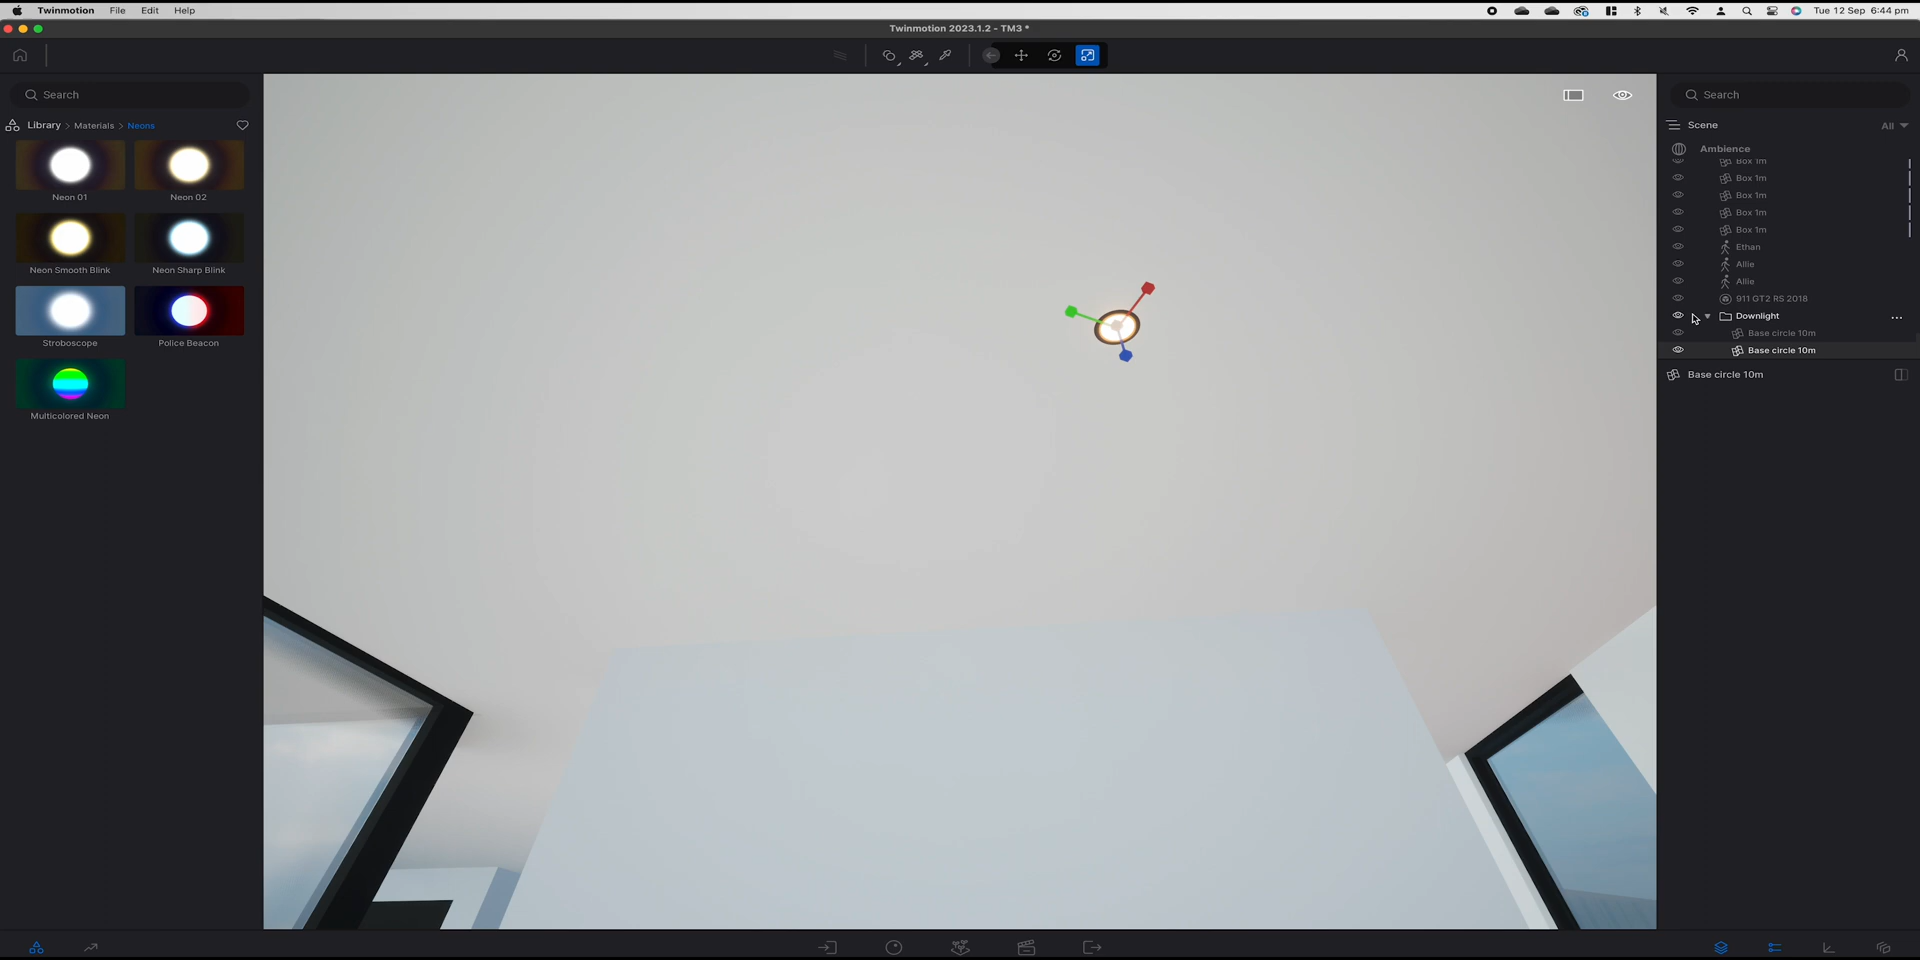 Twinmotion File Edit Help
Tue 12 Sep 6:44 pm
Twinmotion 2023.1.2 - TM3 *
Search
Library > Materials > Neons
Neon 01
Neon 02
Neon Smooth Blink
Neon Sharp Blink
Stroboscope
Police Beacon
Multicolored Neon
Search
Scene
All
Ambience
Box 1m
Box 1m
Box 1m
Box 1m
Box 1m
Ethan
Allie
Allie
911 GT2 RS 2018
Downlight
...
Base circle 10m
Base circle 10m
Base circle 10m